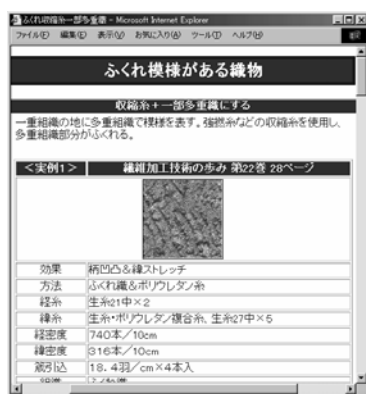 ふくれ収縮糸一部多重織 - Microsoft Internet Explorer
ファイル(F) 編集(E) 表示(V) お気に入り(A) ツール(T) ヘルプ(H)
ふくれ模様がある織物
収縮糸＋一部多重織にする
一重組織の地に多重組織で模様を表す。強撚糸などの収縮糸を使用し、
多重組織部分がふくれる。
＜実例1＞ 繊維加工技術の歩み 第22巻 28ページ
効果 柄凹凸＆緯ストレッチ
方法 ふくれ織＆ポリウレタン糸
経糸 生糸21中×2
緯糸 生糸・ポリウレタン複合糸、生糸27中×5
経密度 740本／10cm
緯密度 316本／10cm
筬引込 18.4羽／cm×4本入